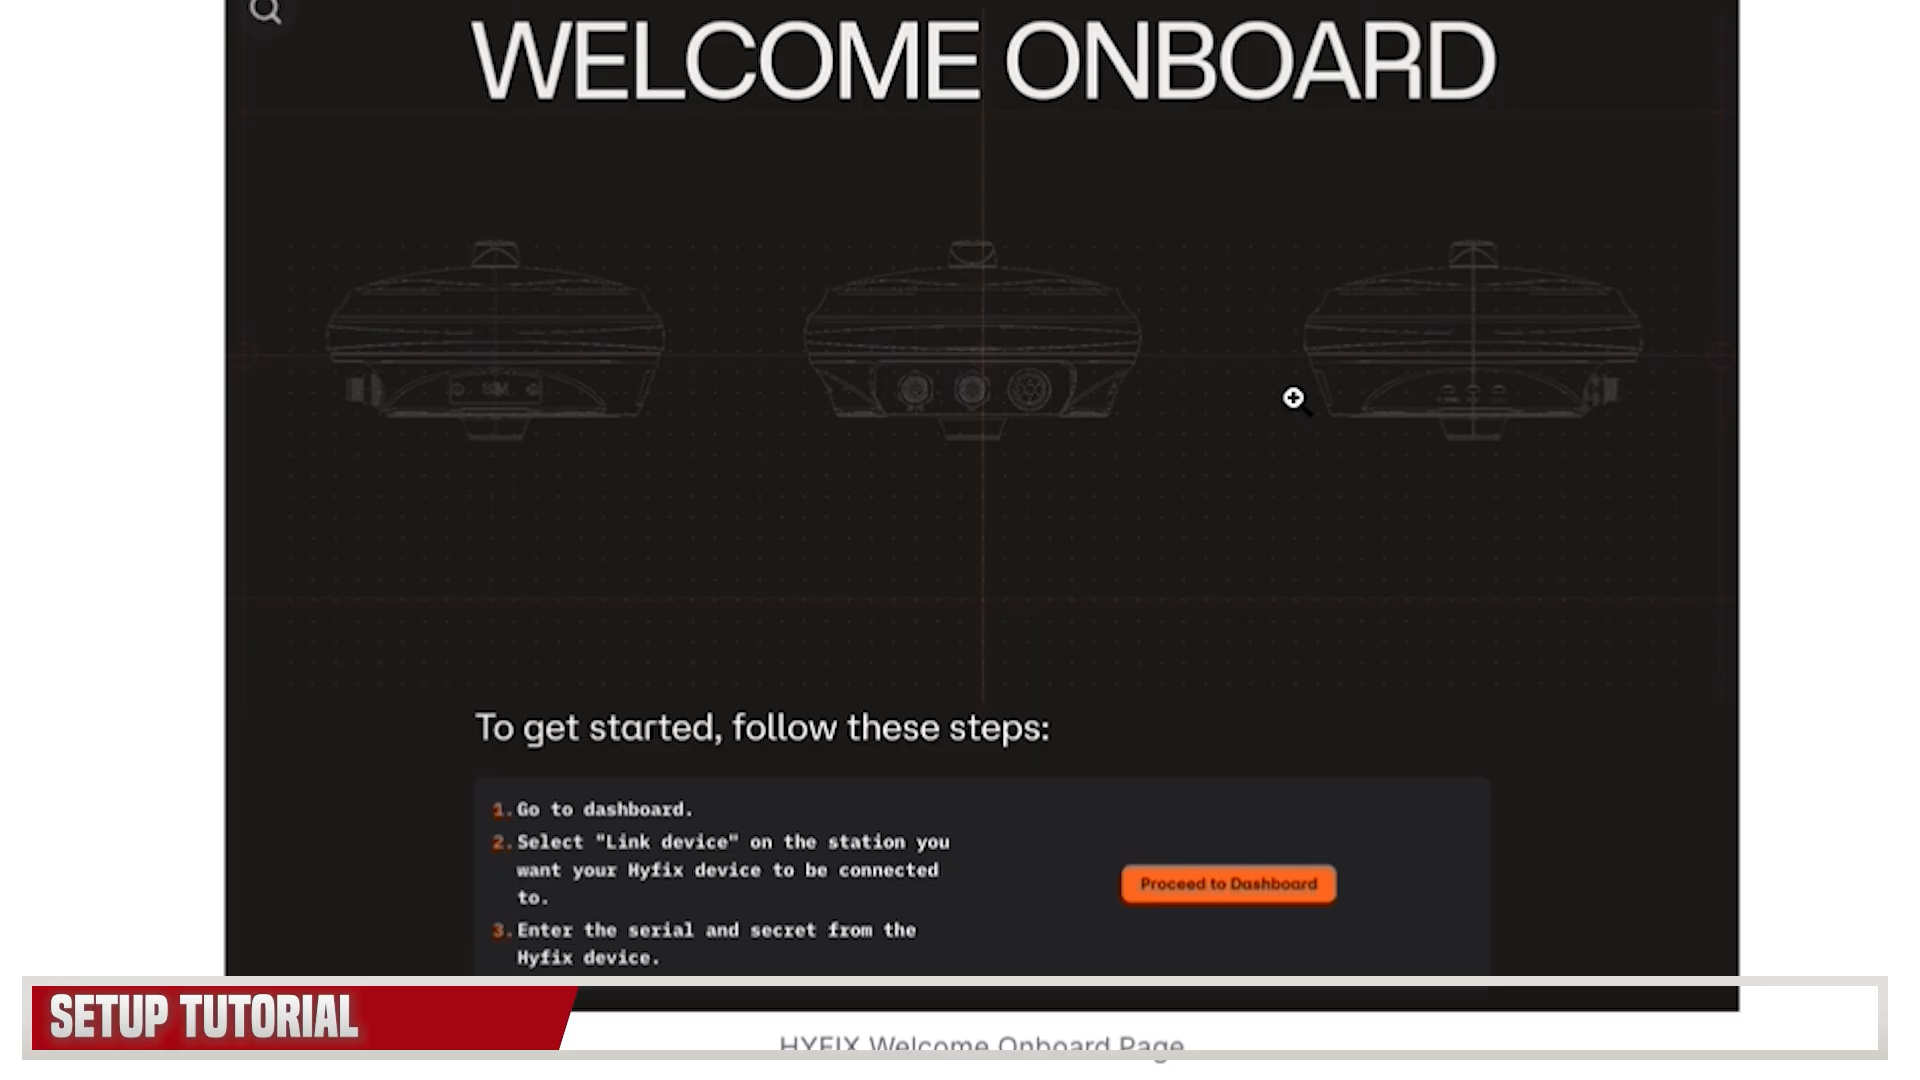 WELCOME ONBOARD
SIM
To get started, follow these steps:
1. Go to dashboard.
2. Select "Link device" on the station you
want your Hyfix device to be connected
to.
Proceed to Dashboard
3. Enter the serial and secret from the
Hyfix device.
SETUP TUTORIAL
HYFIX Welcome Onboard Page